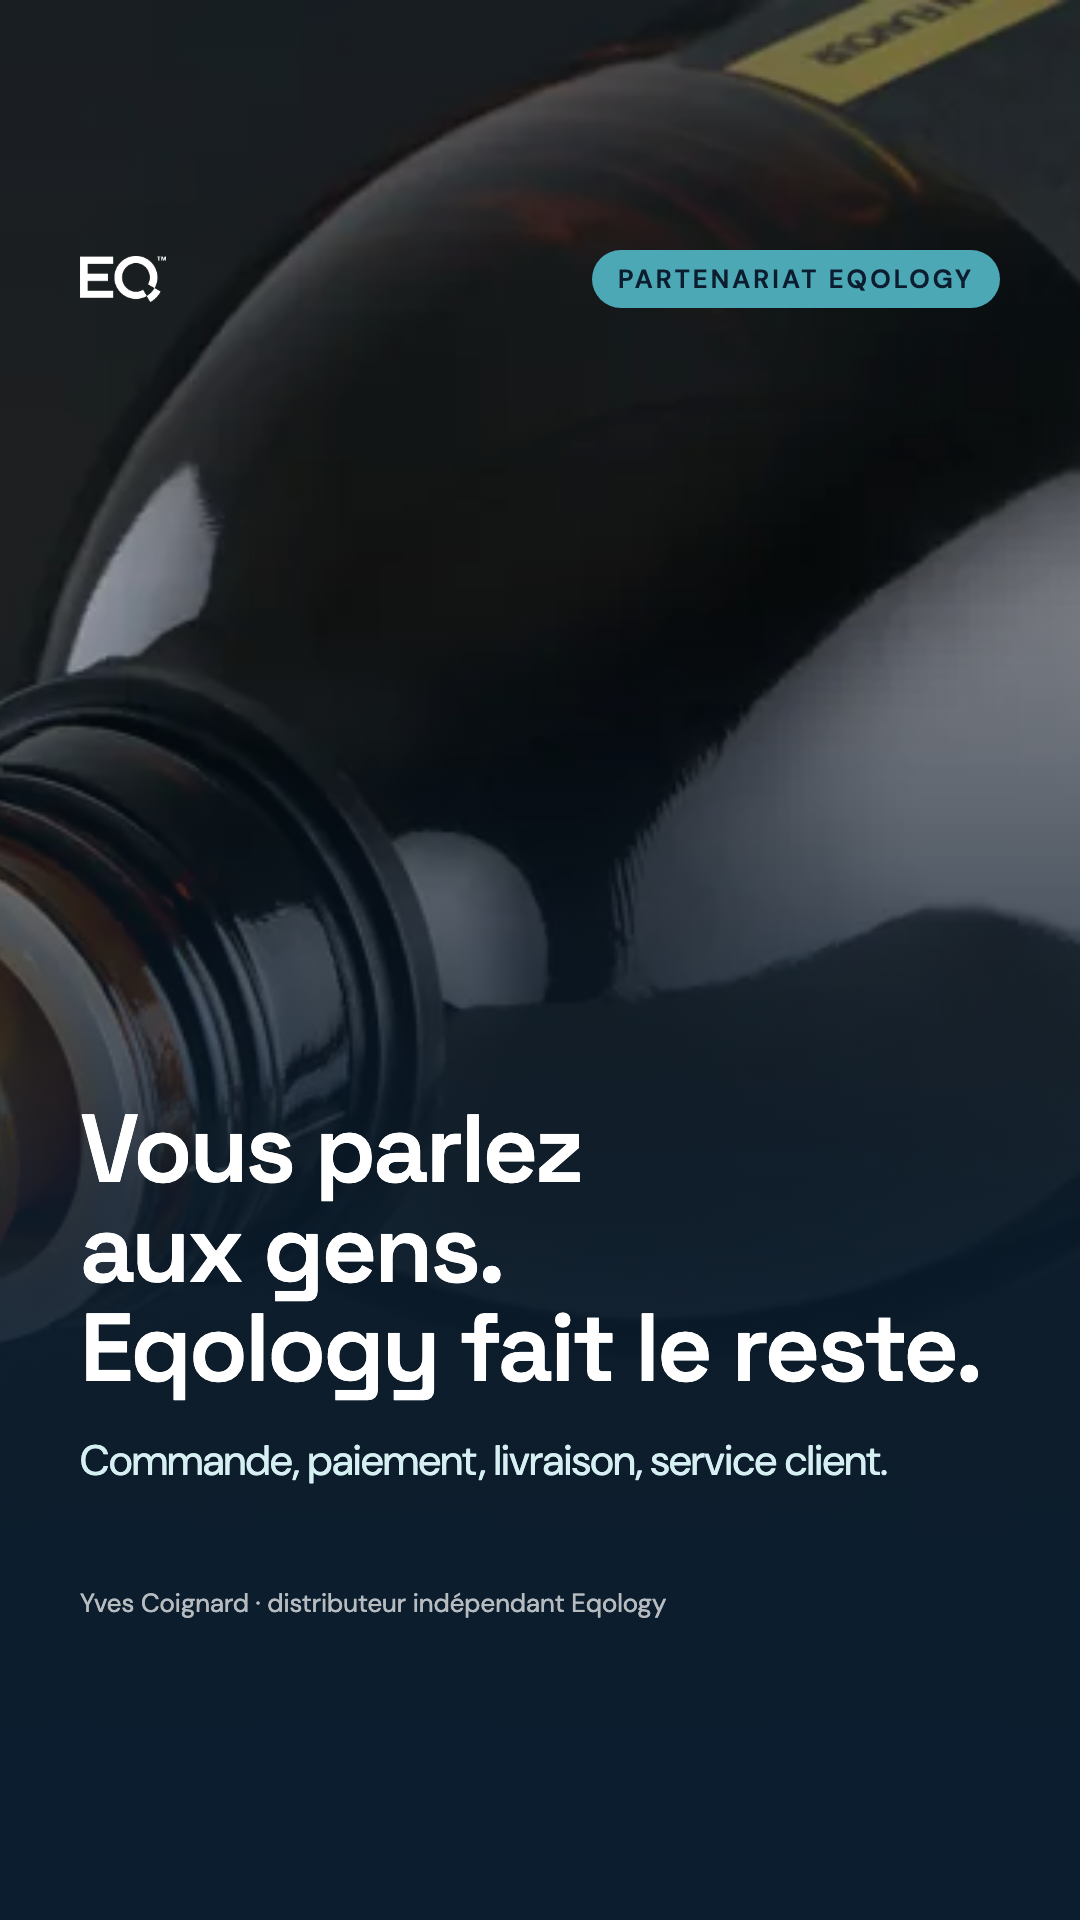 EQ™
PARTENARIAT EQOLOGY
Vous parlez
aux gens.
Eqology fait le reste.
Commande, paiement, livraison, service client.
Yves Coignard · distributeur indépendant Eqology